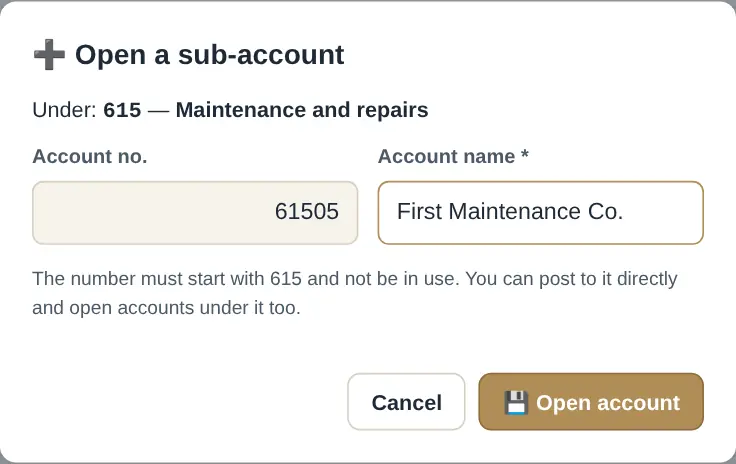 ➕ Open a sub-account
Under: 615 — Maintenance and repairs
Account no.
Account name *
61505
First Maintenance Co.
The number must start with 615 and not be in use. You can post to it directly
and open accounts under it too.
Cancel
💾 Open account